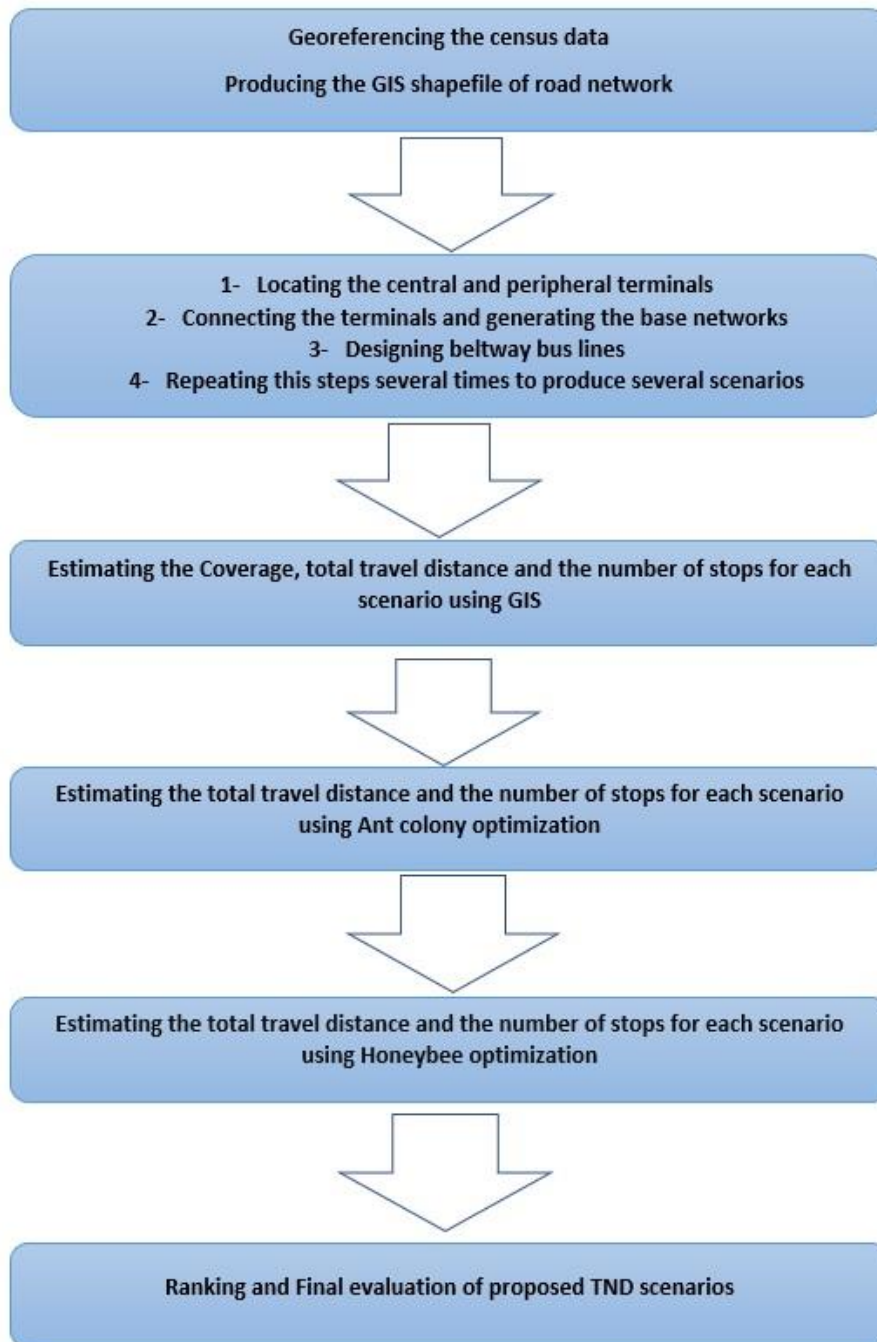 Georeferencing the census data
Producing the GIS shapefile of road network
1- Locating the central and peripheral terminals
2- Connecting the terminals and generating the base networks
3- Designing beltway bus lines
4- Repeating this steps several times to produce several scenarios
Estimating the Coverage, total travel distance and the number of stops for each
scenario using GIS
Estimating the total travel distance and the number of stops for each scenario
using Ant colony optimization
Estimating the total travel distance and the number of stops for each scenario
using Honeybee optimization
Ranking and Final evaluation of proposed TND scenarios